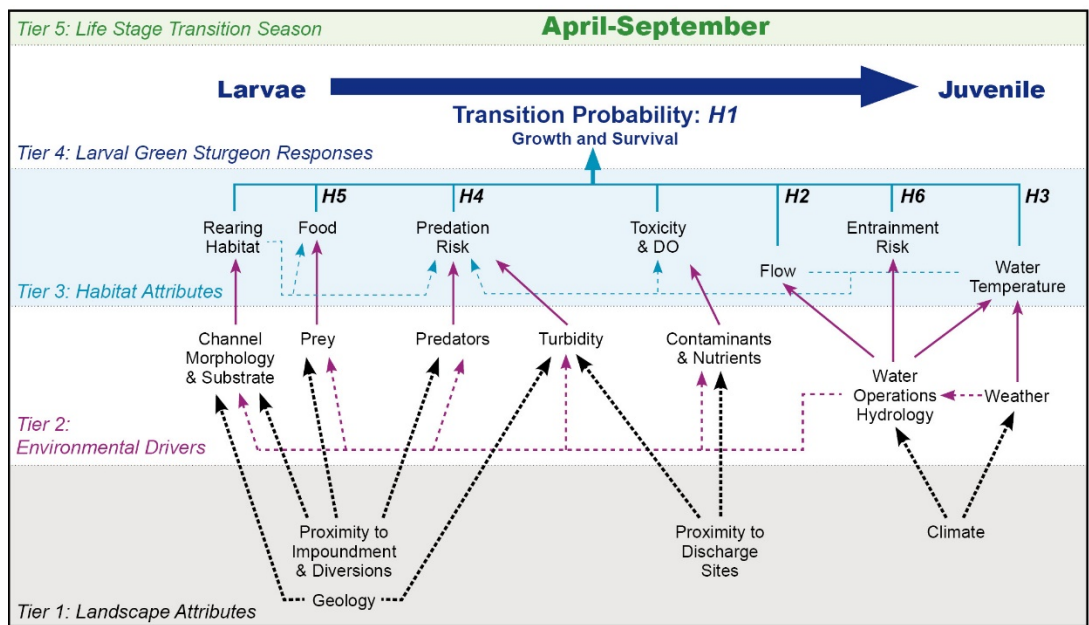 Tier 5: Life Stage Transition Season
April-September
Larvae
Juvenile
Transition Probability: H1
Growth and Survival
Tier 4: Larval Green Sturgeon Responses
H5
H4
H2
H6
H3
Rearing
Habitat
Food
Predation
Risk
Toxicity
& DO
Flow
Entrainment
Risk
Water
Temperature
Tier 3: Habitat Attributes
Channel
Morphology
& Substrate
Prey
Predators
Turbidity
Contaminants
& Nutrients
Water
Operations
Hydrology
Weather
Tier 2:
Environmental Drivers
Proximity to
Impoundment
& Diversions
Geology
Proximity to
Discharge
Sites
Climate
Tier 1: Landscape Attributes